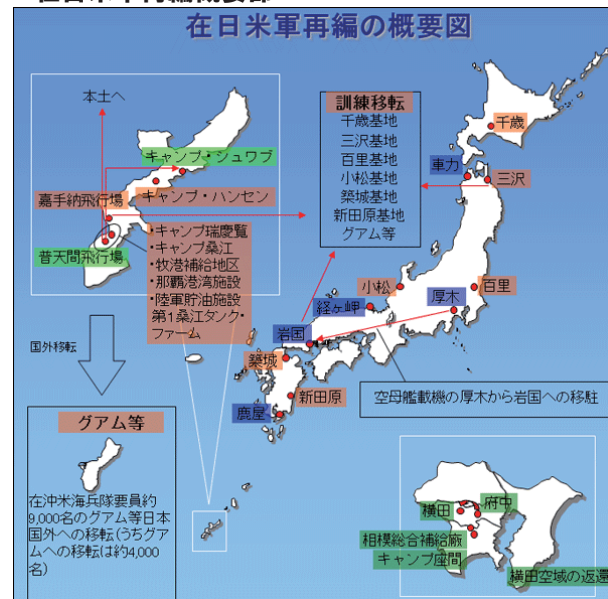 在日米軍再編の概要図
本土へ
キャンプ・シュワブ
嘉手納飛行場
キャンプ・ハンセン
普天間飛行場
・キャンプ瑞慶覧
・キャンプ桑江
・牧港補給地区
・那覇港湾施設
・陸軍貯油施設
第1桑江タンク・
ファーム
訓練移転
千歳基地
三沢基地
百里基地
小松基地
築城基地
新田原基地
グアム等
千歳
車力
三沢
小松
百里
経ヶ岬
厚木
岩国
築城
新田原
鹿屋
空母艦載機の厚木から岩国への移駐
国外移転
グアム等
在沖米海兵隊要員約
9,000名のグアム等日本
国外への移転(うちグア
ムへの移転は約4,000
名)
横田
府中
相模総合補給廠
キャンプ座間
横田空域の返還